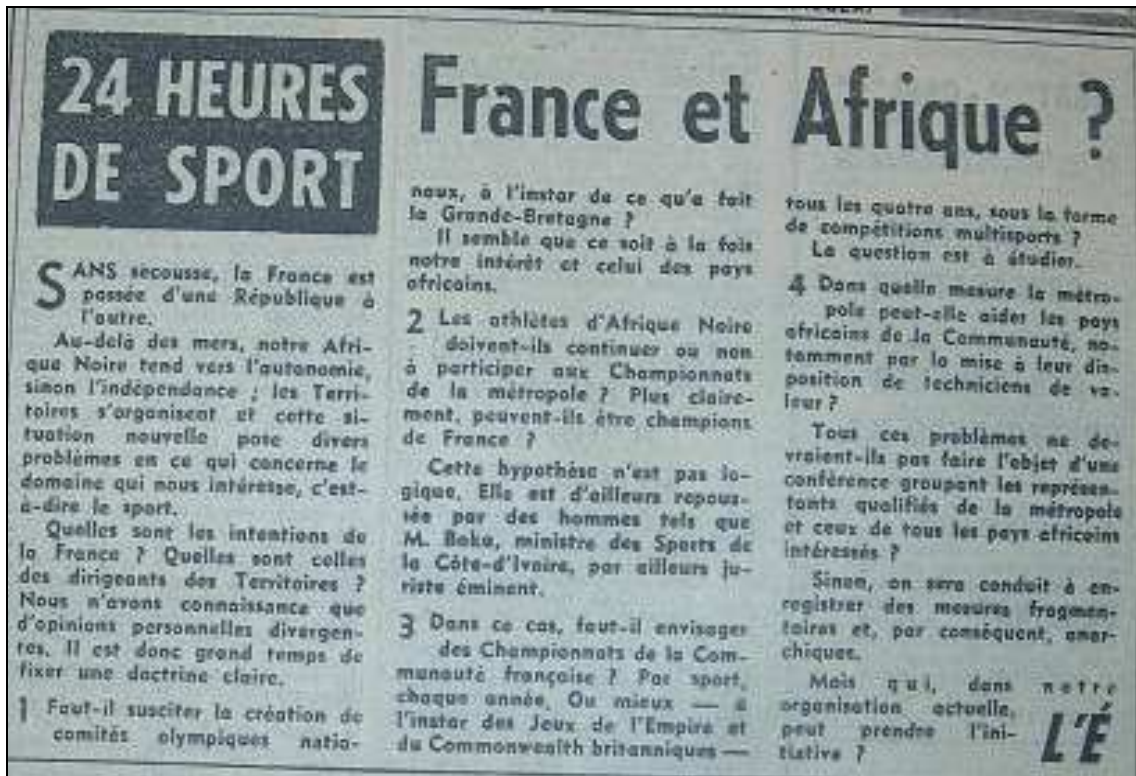 24 HEURES
DE SPORT
France et Afrique ?
SANS secousse, la France est
passée d'une République à
l'autre.
Au-delà des mers, notre Afri-
que Noire tend vers l'autonomie,
sinon l'indépendance ; les Terri-
toires s'organisent et cette si-
tuation nouvelle pose divers
problèmes en ce qui concerne le
domaine qui nous intéresse, c'est-
à-dire le sport.
Quelles sont les intentions de
la France ? Quelles sont celles
des dirigeants des Territoires ?
Nous n'avons connaissance que
d'opinions personnelles divergen-
tes. Il est donc grand temps de
fixer une doctrine claire.
1 Faut-il susciter la création de
comités olympiques natio-
naux, à l'instar de ce qu'a fait
la Grande-Bretagne ?
Il semble que ce soit à la fois
notre intérêt et celui des pays
africains.
2 Les athlètes d'Afrique Noire
doivent-ils continuer ou non
à participer aux Championnats
de la métropole ? Plus claire-
ment, peuvent-ils être champions
de France ?
Cette hypothèse n'est pas lo-
gique. Elle est d'ailleurs repous-
sée par des hommes tels que
M. Boka, ministre des Sports de
la Côte-d'Ivoire, par ailleurs ju-
riste éminent.
3 Dans ce cas, faut-il envisager
des Championnats de la Com-
munauté française ? Par sport,
chaque année. Ou mieux — à
l'instar des Jeux de l'Empire et
du Commonwealth britanniques —
tous les quatre ans, sous la forme
de compétitions multisports ?
La question est à étudier.
4 Dans quelle mesure la métro-
pole peut-elle aider les pays
africains de la Communauté, no-
tamment par la mise à leur dis-
position de techniciens de va-
leur ?
Tous ces problèmes ne de-
vraient-ils pas faire l'objet d'une
conférence groupant les représen-
tants qualifiés de la métropole
et ceux de tous les pays africains
intéressés ?
Sinon, on sera conduit à en-
registrer des mesures fragmen-
taires et, par conséquent, anar-
chiques.
Mais qui, dans notre
organisation actuelle,
peut prendre l'ini-
tiative ?
L'É